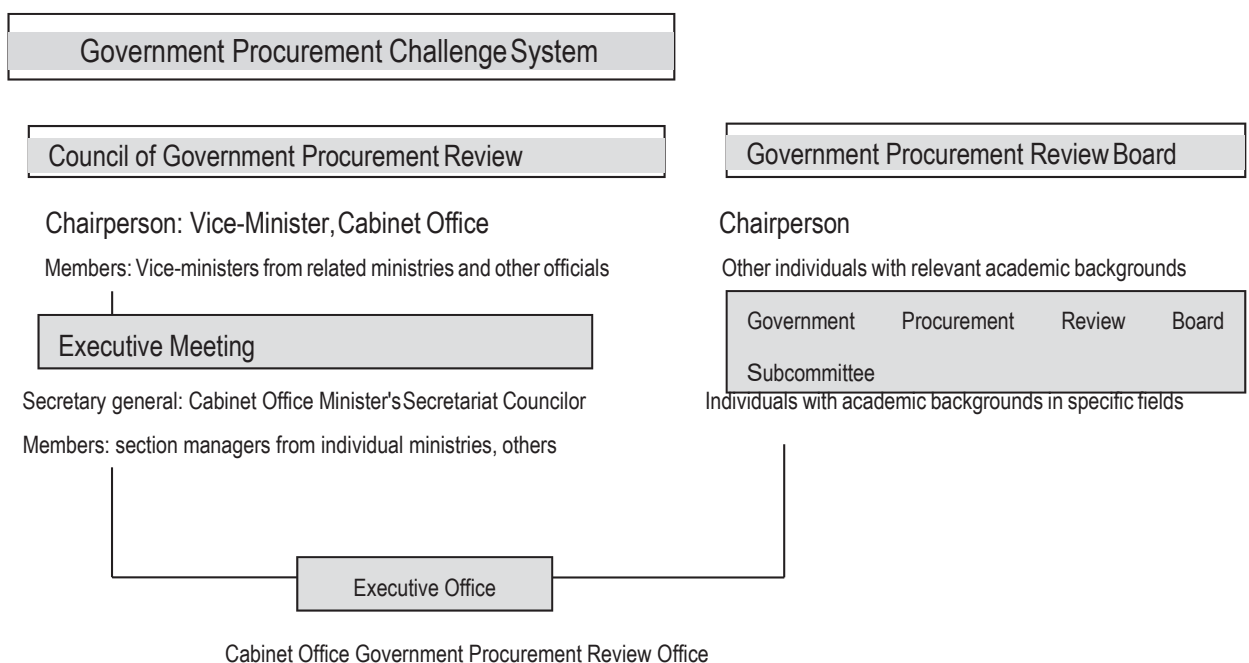 Government Procurement Challenge System
Council of Government Procurement Review
Chairperson: Vice-Minister, Cabinet Office
Members: Vice-ministers from related ministries and other officials
Executive Meeting
Secretary general: Cabinet Office Minister's Secretariat Councilor
Members: section managers from individual ministries, others
Government Procurement Review Board
Chairperson
Other individuals with relevant academic backgrounds
Government Procurement Review Board
Subcommittee
Individuals with academic backgrounds in specific fields
Executive Office
Cabinet Office Government Procurement Review Office